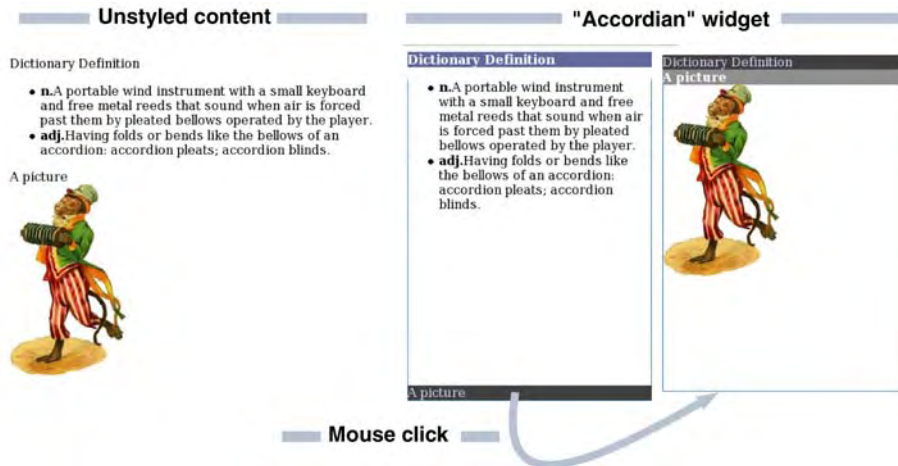 Unstyled content
Dictionary Definition
• n.A portable wind instrument with a small keyboard
and free metal reeds that sound when air is forced
past them by pleated bellows operated by the player.
• adj.Having folds or bends like the bellows of an
accordion: accordion pleats; accordion blinds.
A picture
"Accordian" widget
Dictionary Definition
• n.A portable wind instrument
with a small keyboard and free
metal reeds that sound when air
is forced past them by pleated
bellows operated by the player.
• adj.Having folds or bends like
the bellows of an accordion:
accordion pleats; accordion
blinds.
A picture
Dictionary Definition
A picture
Mouse click